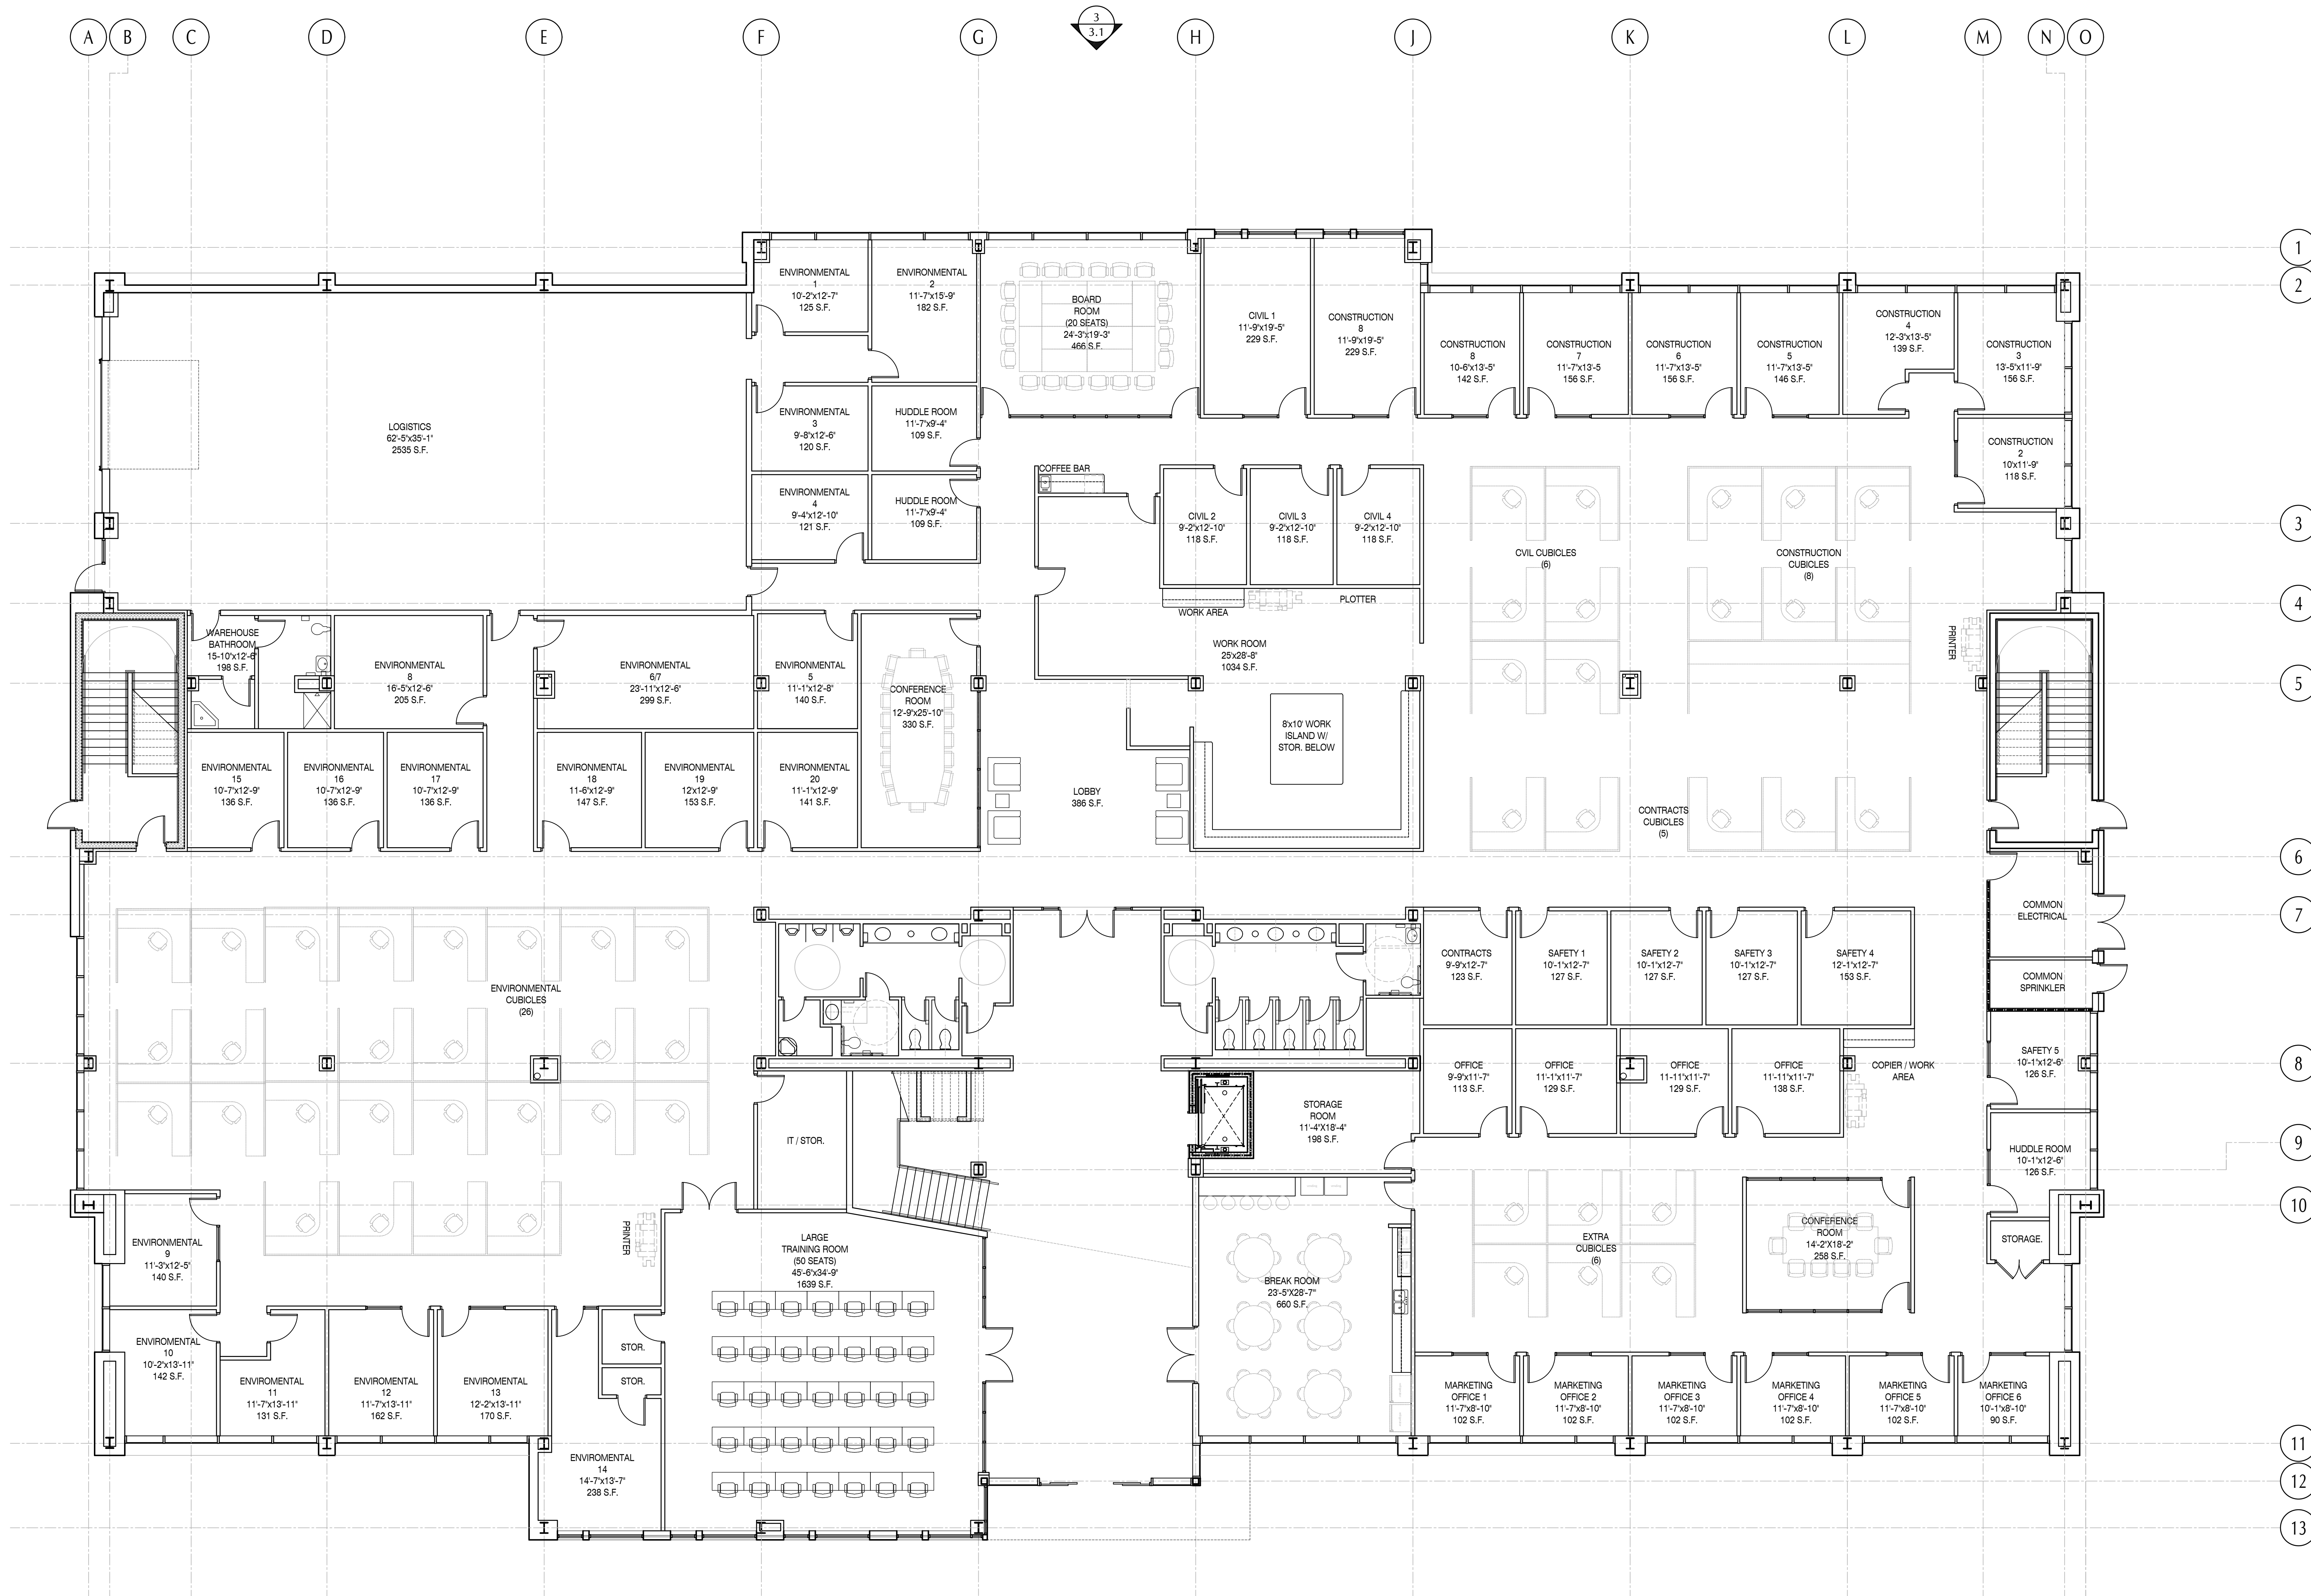 A B C D E F G H J K L M N O
3
3.1
1
2
3
4
5
6
7
8
9
10
11
12
13
ENVIRONMENTAL
1
10'-2"x12'-7"
125 S.F.
ENVIRONMENTAL
2
11'-7"x15'-9"
182 S.F.
BOARD
ROOM
(20 SEATS)
24'-3"x19'-3"
466 S.F.
CIVIL 1
11'-9"x19'-5"
229 S.F.
CONSTRUCTION
8
11'-9"x19'-5"
229 S.F.
CONSTRUCTION
8
10-6"x13'-5"
142 S.F.
CONSTRUCTION
7
11'-7"x13'-5
156 S.F.
CONSTRUCTION
6
11'-7"x13'-5"
156 S.F.
CONSTRUCTION
5
11'-7"x13'-5"
146 S.F.
CONSTRUCTION
4
12'-3"x13'-5"
139 S.F.
CONSTRUCTION
3
13'-5"x11'-9"
156 S.F.
LOGISTICS
62'-5"x35'-1"
2535 S.F.
ENVIRONMENTAL
3
9'-8"x12'-6"
120 S.F.
HUDDLE ROOM
11'-7"x9'-4"
109 S.F.
CONSTRUCTION
2
10'x11'-9"
118 S.F.
ENVIRONMENTAL
4
9'-4"x12'-10"
121 S.F.
HUDDLE ROOM
11'-7"x9'-4"
109 S.F.
COFFEE BAR
CIVIL 2
9'-2"x12'-10"
118 S.F.
CIVIL 3
9'-2"x12'-10"
118 S.F.
CIVIL 4
9'-2"x12'-10"
118 S.F.
CVIL CUBICLES
(6)
CONSTRUCTION
CUBICLES
(8)
WORK AREA
PLOTTER
WORK ROOM
25'x28'-8"
1034 S.F.
PRINTER
WAREHOUSE
BATHROOM
15-10"x12'-6"
198 S.F.
ENVIRONMENTAL
8
16'-5"x12'-6"
205 S.F.
ENVIRONMENTAL
6/7
23'-11"x12'-6"
299 S.F.
ENVIRONMENTAL
5
11'-1"x12'-8"
140 S.F.
CONFERENCE
ROOM
12'-9"x25'-10"
330 S.F.
8'x10' WORK
ISLAND W/
STOR. BELOW
ENVIRONMENTAL
15
10'-7"x12'-9"
136 S.F.
ENVIRONMENTAL
16
10'-7"x12'-9"
136 S.F.
ENVIRONMENTAL
17
10'-7"x12'-9"
136 S.F.
ENVIRONMENTAL
18
11-6"x12'-9"
147 S.F.
ENVIRONMENTAL
19
12'x12'-9"
153 S.F.
ENVIRONMENTAL
20
11'-1"x12'-9"
141 S.F.
LOBBY
386 S.F.
CONTRACTS
CUBICLES
(5)
COMMON
ELECTRICAL
CONTRACTS
9'-9"x12'-7"
123 S.F.
SAFETY 1
10'-1"x12'-7"
127 S.F.
SAFETY 2
10'-1"x12'-7"
127 S.F.
SAFETY 3
10'-1"x12'-7"
127 S.F.
SAFETY 4
12'-1"x12'-7"
153 S.F.
COMMON
SPRINKLER
ENVIRONMENTAL
CUBICLES
(26)
OFFICE
9'-9"x11'-7"
113 S.F.
OFFICE
11'-1"x11'-7"
129 S.F.
OFFICE
11'-11"x11'-7"
129 S.F.
OFFICE
11'-11"x11'-7"
138 S.F.
COPIER / WORK
AREA
SAFETY 5
10'-1"x12'-6"
126 S.F.
IT / STOR.
STORAGE
ROOM
11'-4"X18'-4"
198 S.F.
HUDDLE ROOM
10'-1"x12'-6"
126 S.F.
ENVIRONMENTAL
9
11'-3"x12'-5"
140 S.F.
PRINTER
LARGE
TRAINING ROOM
(50 SEATS)
45'-6"x34'-9"
1639 S.F.
BREAK ROOM
23'-5"X28'-7"
660 S.F.
EXTRA
CUBICLES
(6)
CONFERENCE
ROOM
14'-2"X18'-2"
258 S.F.
STORAGE.
ENVIROMENTAL
10
10'-2"x13'-11"
142 S.F.
ENVIROMENTAL
11
11'-7"x13'-11"
131 S.F.
ENVIROMENTAL
12
11'-7"x13'-11"
162 S.F.
ENVIROMENTAL
13
12'-2"x13'-11"
170 S.F.
STOR.
STOR.
ENVIROMENTAL
14
14'-7"x13'-7"
238 S.F.
MARKETING
OFFICE 1
11'-7"x8'-10"
102 S.F.
MARKETING
OFFICE 2
11'-7"x8'-10"
102 S.F.
MARKETING
OFFICE 3
11'-7"x8'-10"
102 S.F.
MARKETING
OFFICE 4
11'-7"x8'-10"
102 S.F.
MARKETING
OFFICE 5
11'-7"x8'-10"
102 S.F.
MARKETING
OFFICE 6
10'-1"x8'-10"
90 S.F.